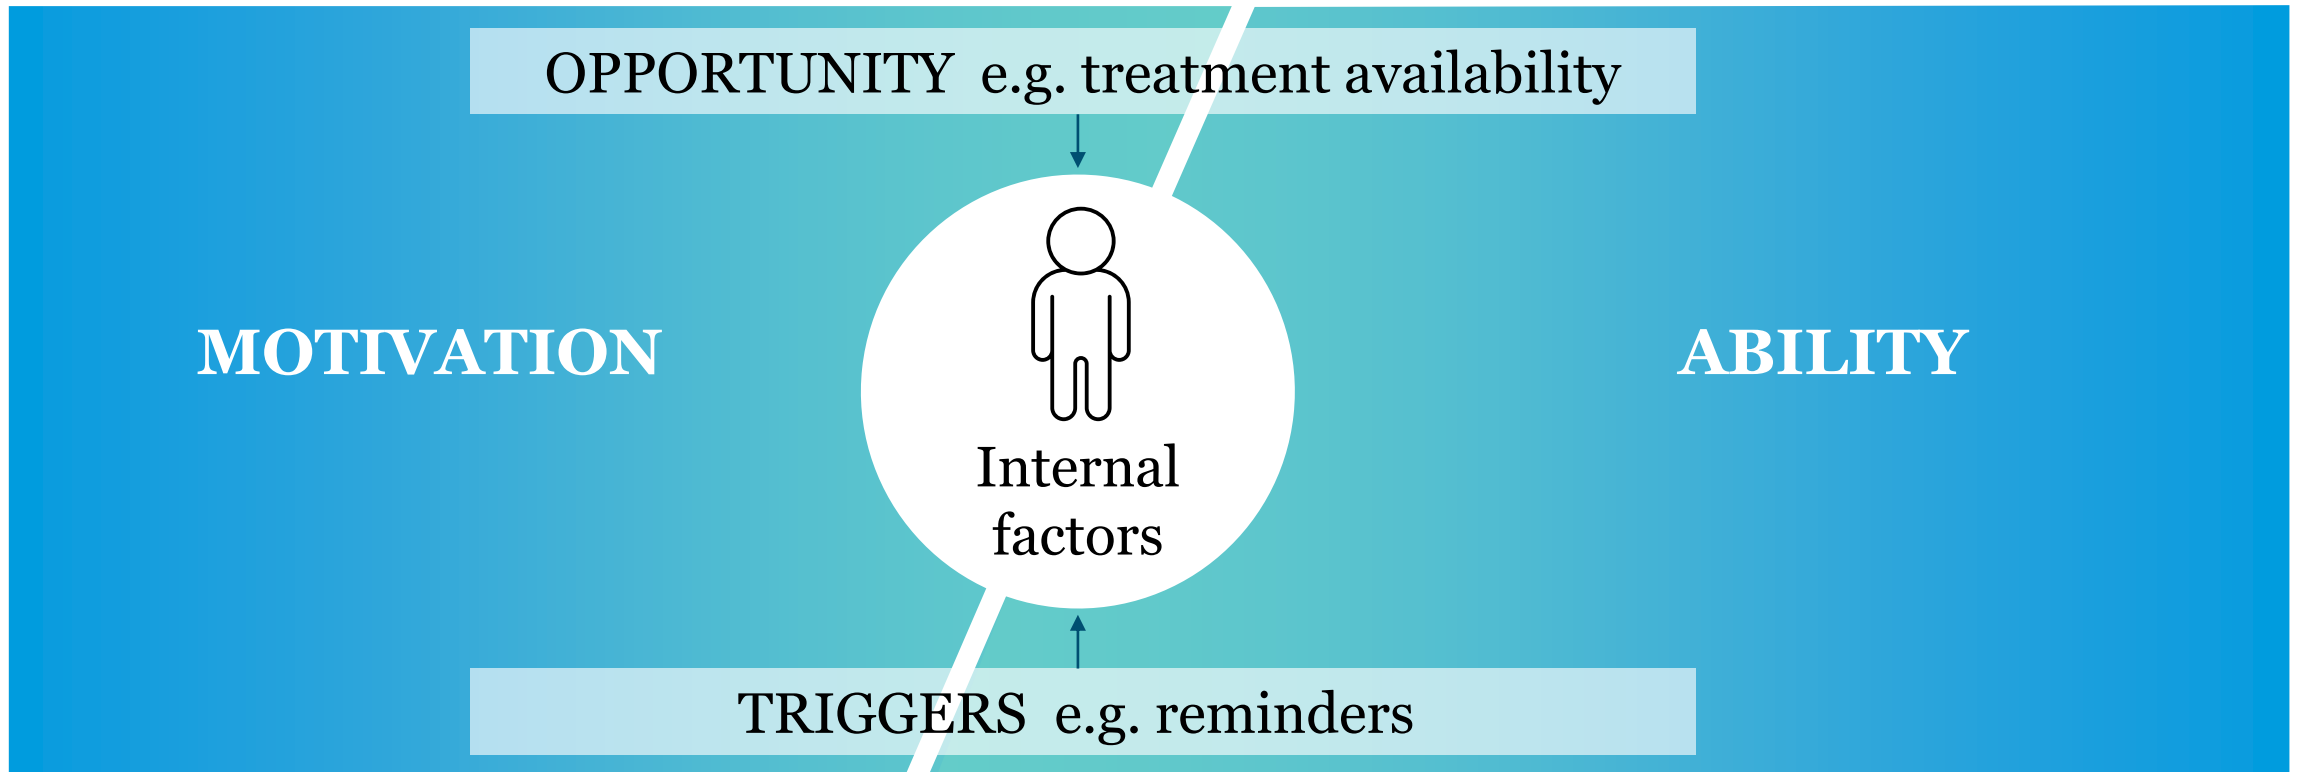 OPPORTUNITY e.g. treatment availability
MOTIVATION
ABILITY
Internal
factors
TRIGGERS e.g. reminders